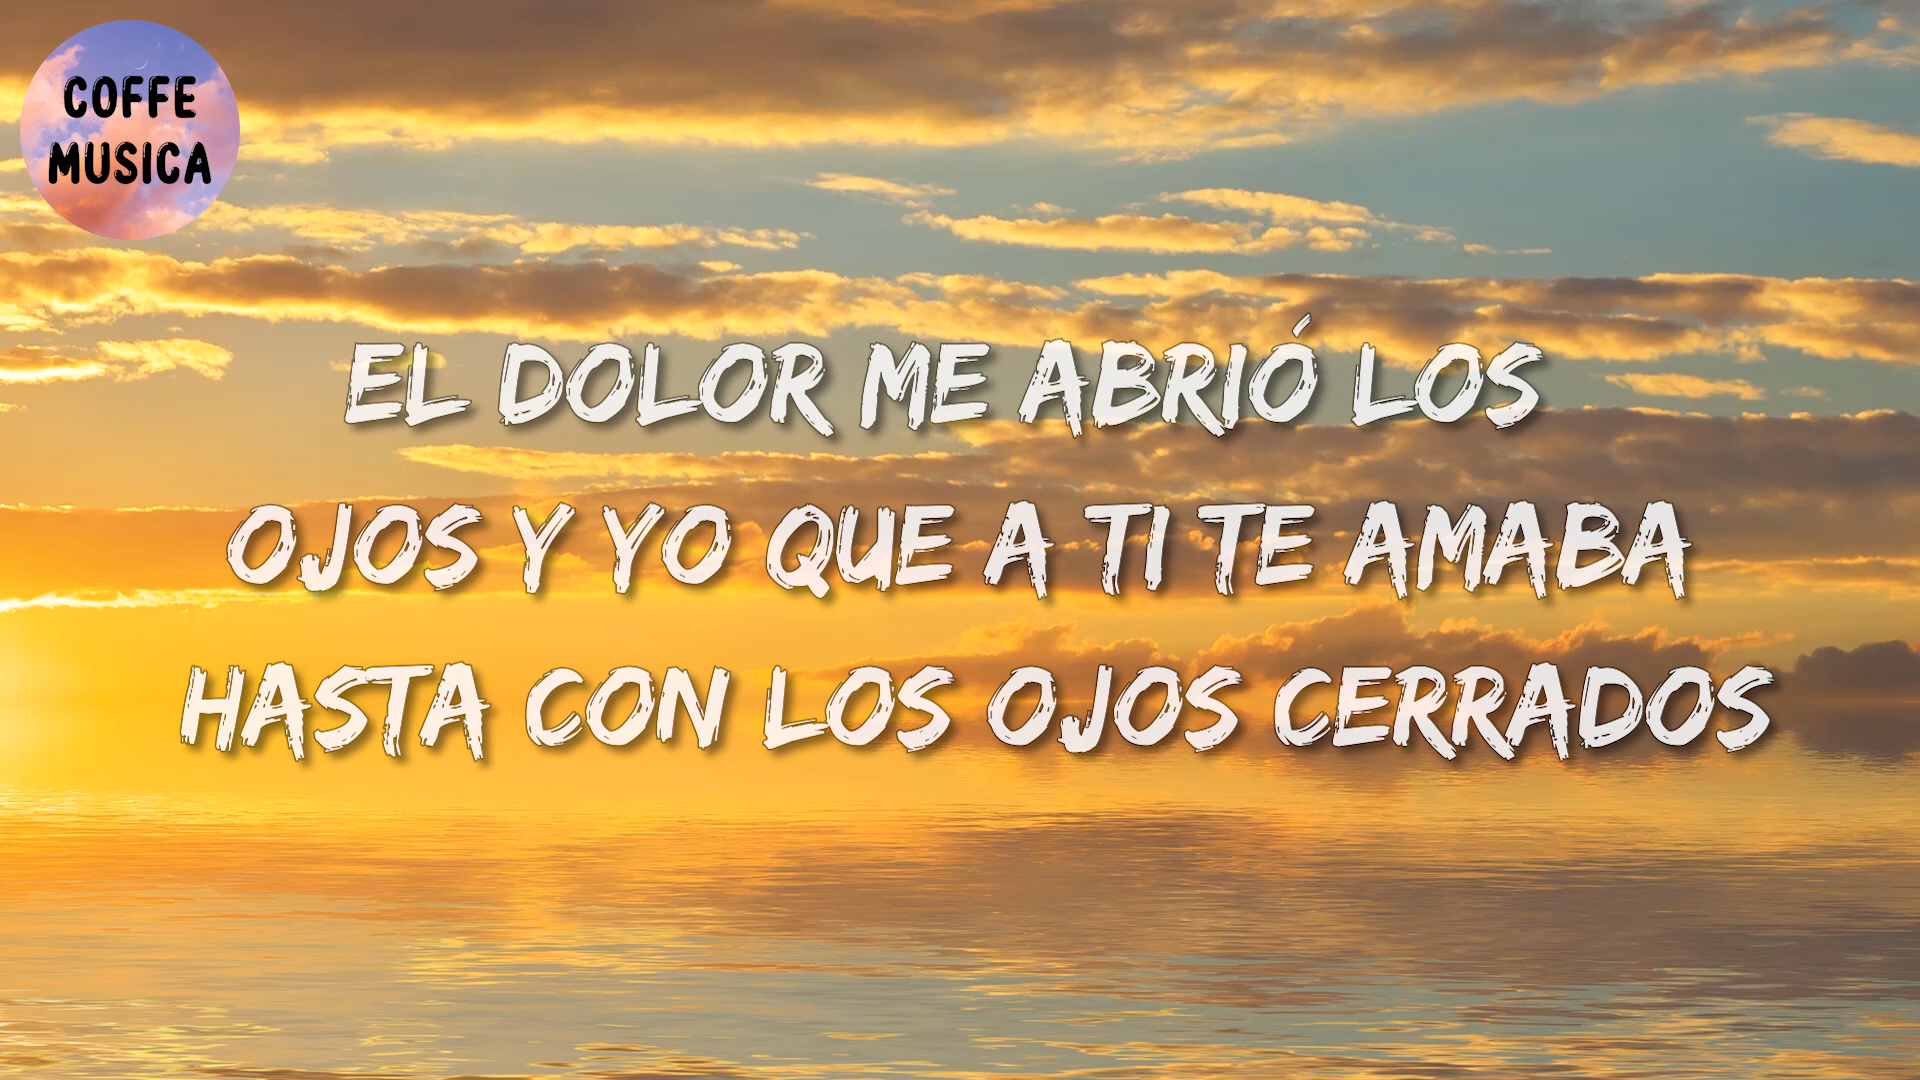 COFFE
MUSICA
EL DOLOR ME ABRIÓ LOS
OJOS Y YO QUE A TI TE AMABA
HASTA CON LOS OJOS CERRADOS